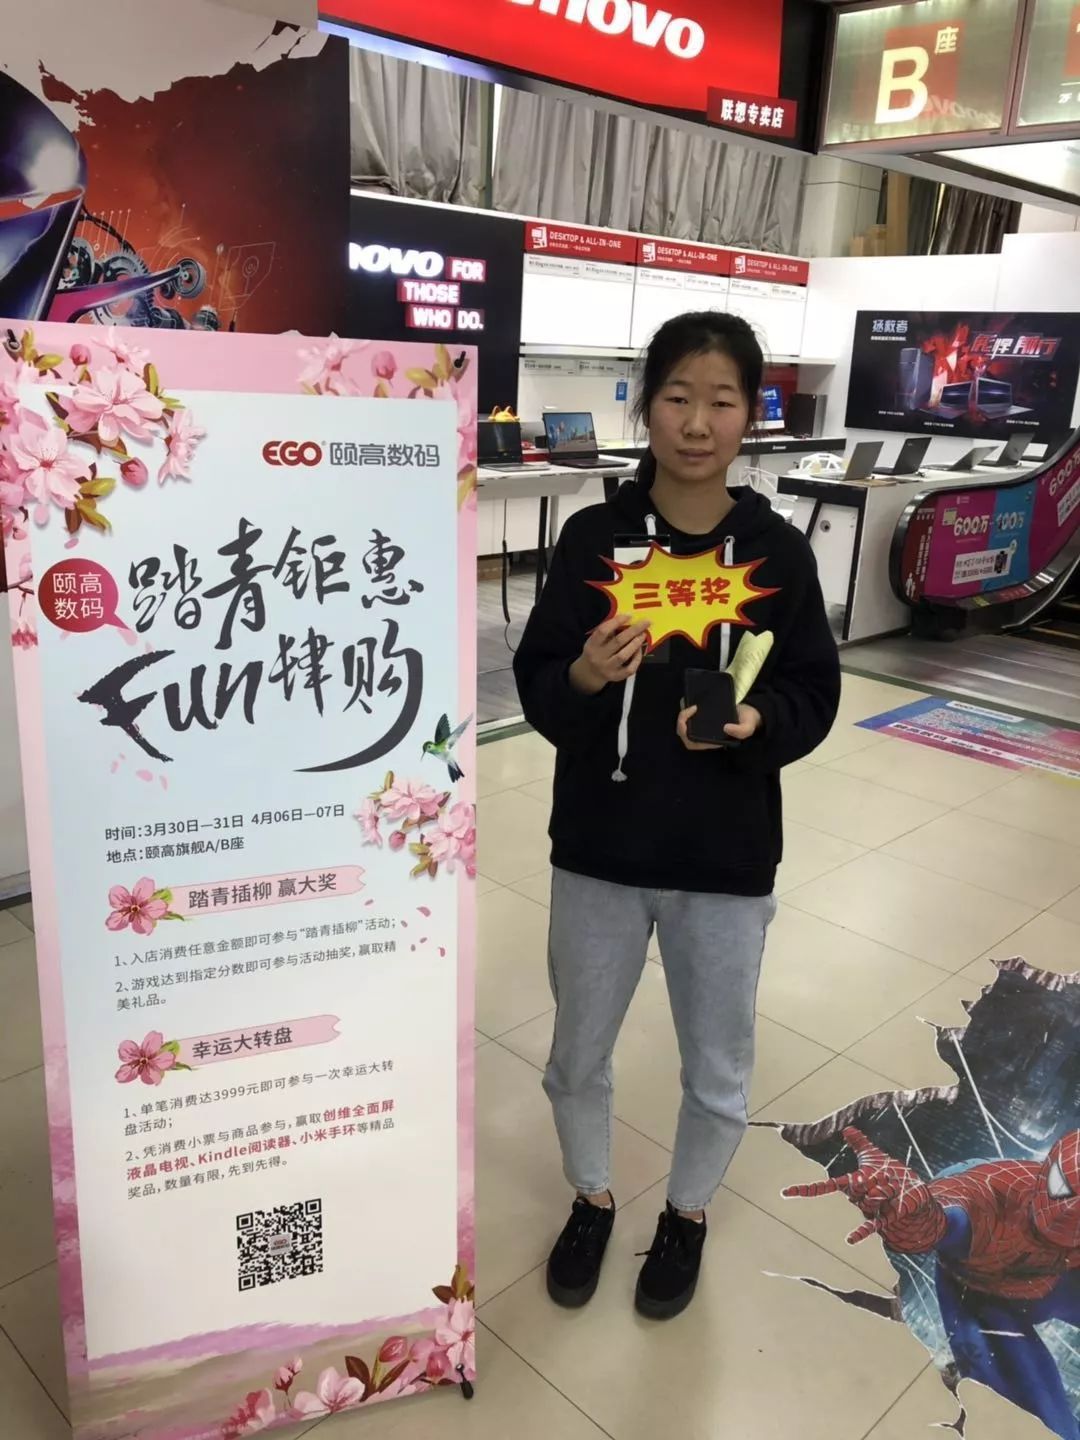 novo
联想专卖店
B座
novo FOR
THOSE
WHO DO.
DESKTOP & ALL-IN-ONE
DESKTOP & ALL-IN-ONE
DESKTOP & ALL-IN-ONE
拯救者
彪悍前行
600万
EGO 颐高数码
颐高
数码
踏青钜惠
Fun肆购
时间:3月30日—31日 4月06日—07日
地点:颐高旗舰A/B座
踏青插柳 赢大奖
1、入店消费任意金额即可参与“踏青插柳”活动;
2、游戏达到指定分数即可参与活动抽奖,赢取精
美礼品。
幸运大转盘
1、单笔消费达3999元即可参与一次幸运大转
盘活动;
2、凭消费小票与商品参与,赢取创维全面屏
液晶电视、Kindle阅读器、小米手环等精品
奖品,数量有限,先到先得。
三等奖